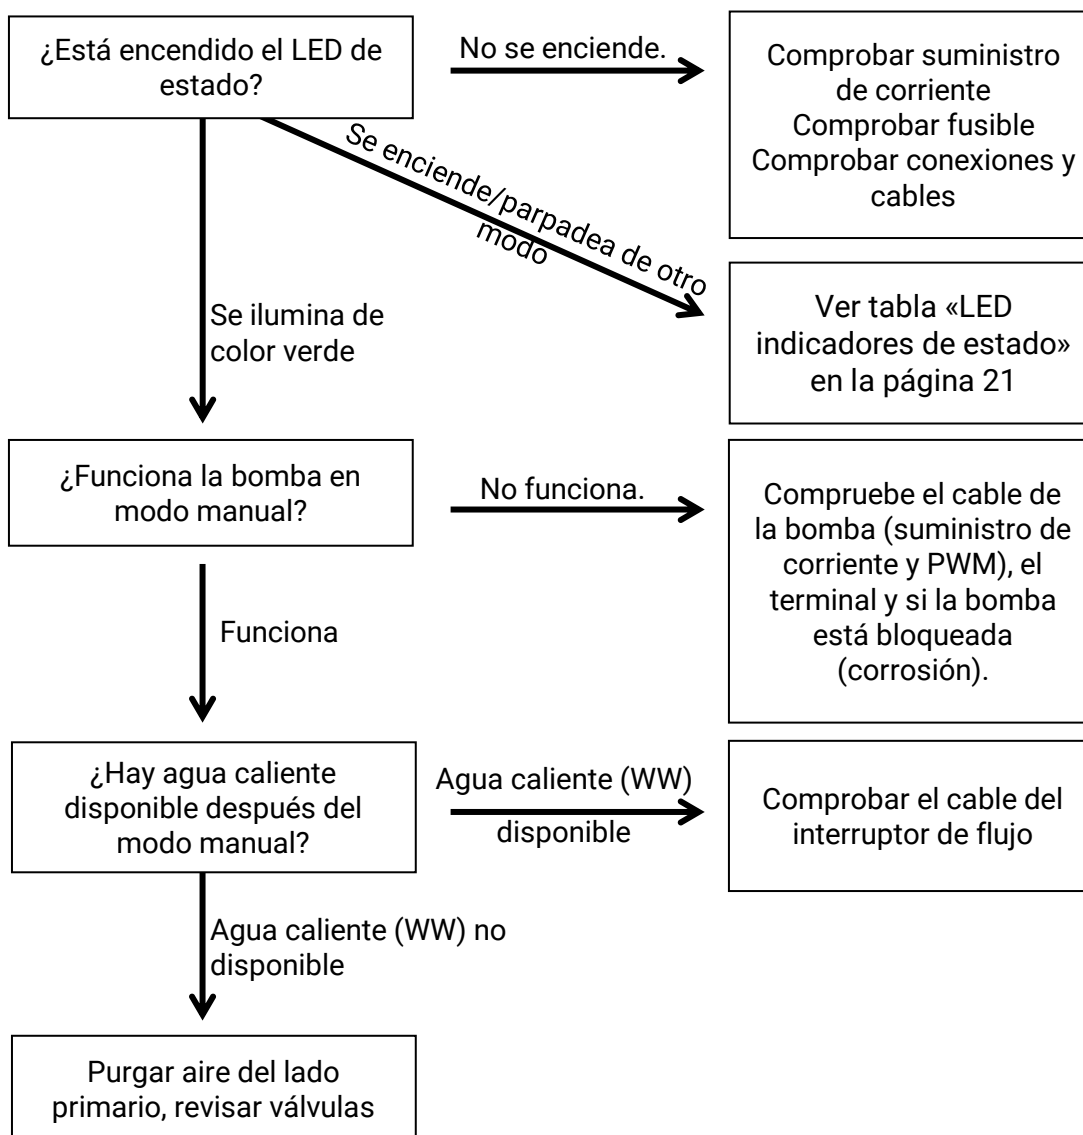 ¿Está encendido el LED de
estado?
No se enciende.
Comprobar suministro
de corriente
Comprobar fusible
Comprobar conexiones y
cables
Se enciende/parpadea de otro
modo
Ver tabla «LED
indicadores de estado»
en la página 21
Se ilumina de
color verde
¿Funciona la bomba en
modo manual?
No funciona.
Compruebe el cable de
la bomba (suministro de
corriente y PWM), el
terminal y si la bomba
está bloqueada
(corrosión).
Funciona
¿Hay agua caliente
disponible después del
modo manual?
Agua caliente (WW)
disponible
Comprobar el cable del
interruptor de flujo
Agua caliente (WW) no
disponible
Purgar aire del lado
primario, revisar válvulas